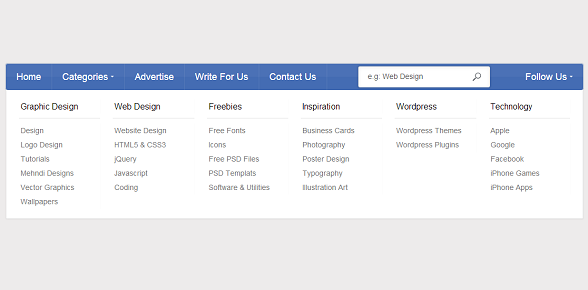 Home Categories Advertise Write For Us Contact Us e.g: Web Design Follow Us
Graphic Design Web Design Freebies Inspiration Wordpress Technology
Design Website Design Free Fonts Business Cards Wordpress Themes Apple
Logo Design HTML5 & CSS3 Icons Photography Wordpress Plugins Google
Tutorials jQuery Free PSD Files Poster Design Facebook
Mehndi Designs Javascript PSD Templats Typography iPhone Games
Vector Graphics Coding Software & Utilities Illustration Art iPhone Apps
Wallpapers